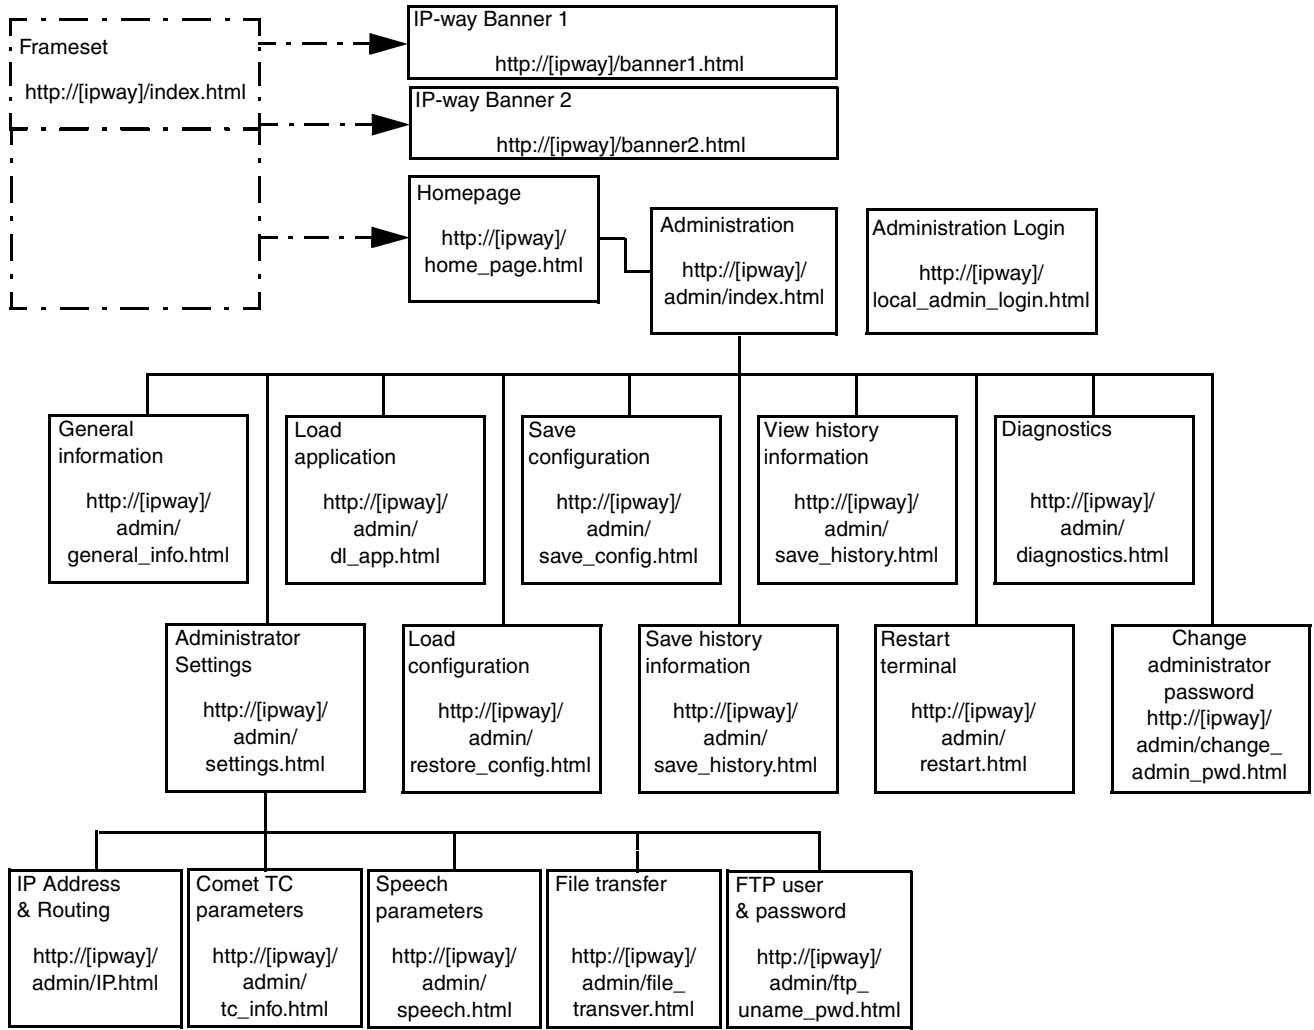 Frameset
http://[ipway]/index.html
IP-way Banner 1
http://[ipway]/banner1.html
IP-way Banner 2
http://[ipway]/banner2.html
Homepage
http://[ipway]/
home_page.html
Administration
http://[ipway]/
admin/index.html
Administration Login
http://[ipway]/
local_admin_login.html
General
information
http://[ipway]/
admin/
general_info.html
Load
application
http://[ipway]/
admin/
dl_app.html
Save
configuration
http://[ipway]/
admin/
save_config.html
View history
information
http://[ipway]/
admin/
save_history.html
Diagnostics
http://[ipway]/
admin/
diagnostics.html
Administrator
Settings
http://[ipway]/
admin/
settings.html
Load
configuration
http://[ipway]/
admin/
restore_config.html
Save history
information
http://[ipway]/
admin/
save_history.html
Restart
terminal
http://[ipway]/
admin/
restart.html
Change
administrator
password
http://[ipway]/
admin/change_
admin_pwd.html
IP Address
& Routing
http://[ipway]/
admin/IP.html
Comet TC
parameters
http://[ipway]/
admin/
tc_info.html
Speech
parameters
http://[ipway]/
admin/
speech.html
File transfer
http://[ipway]/
admin/file_
transver.html
FTP user
& password
http://[ipway]/
admin/ftp_
uname_pwd.html